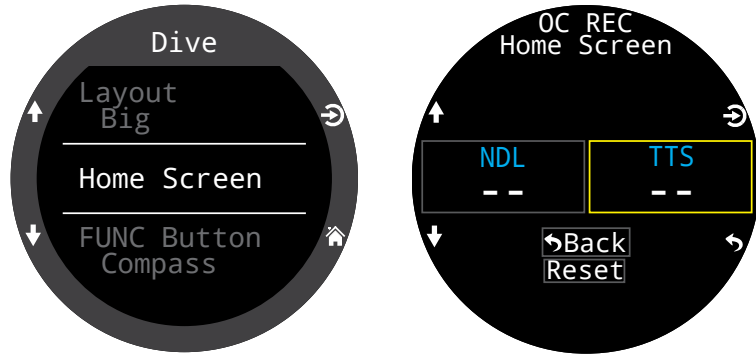 Dive
Layout
Big
Home Screen
FUNC Button
Compass
OC REC
Home Screen
NDL
TTS
--
--
Back
Reset